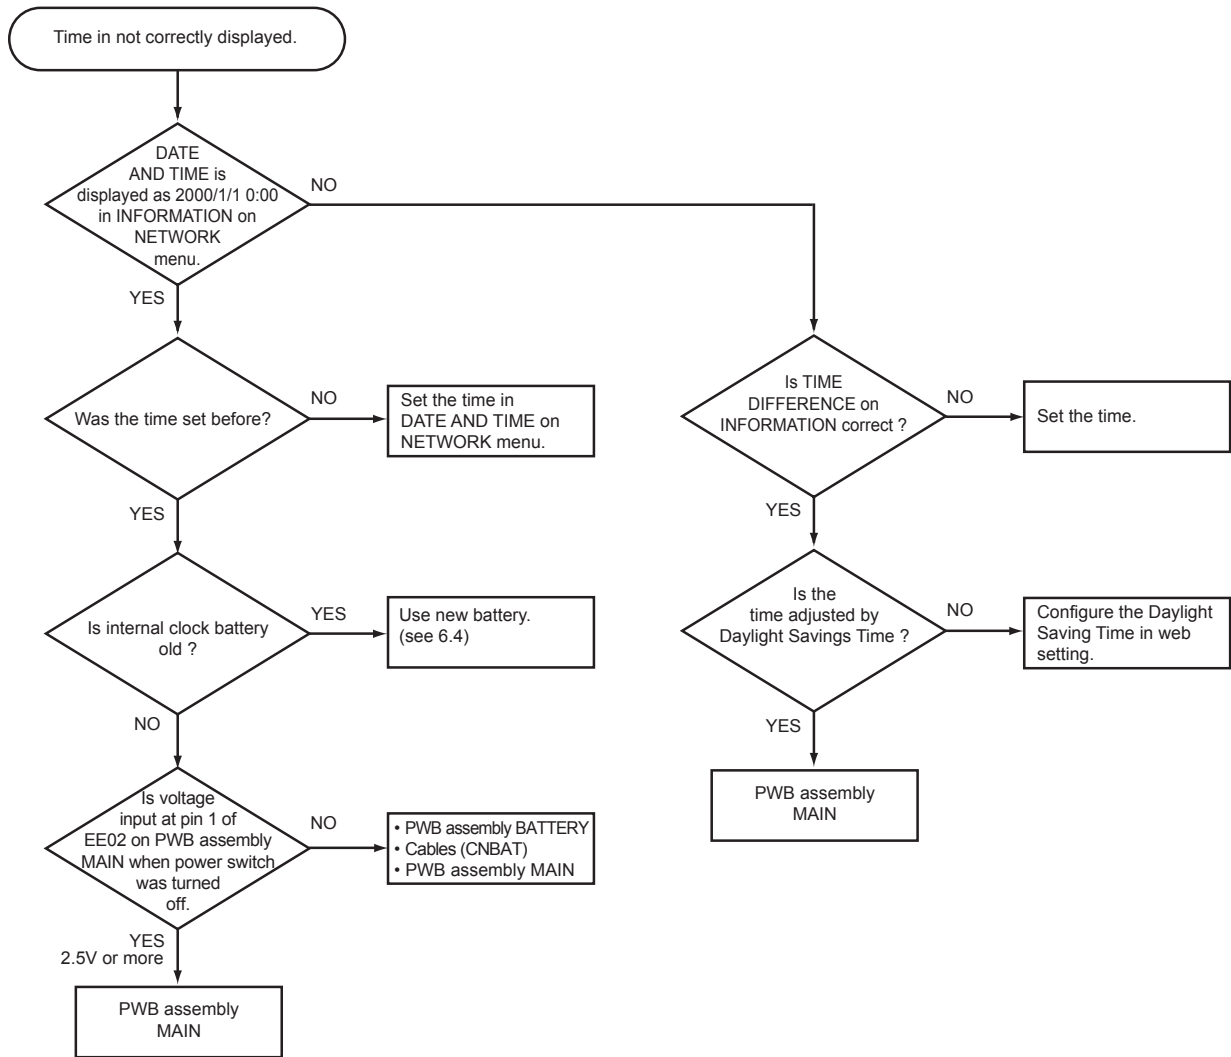 Time in not correctly displayed.
DATE
AND TIME is
displayed as 2000/1/1 0:00
in INFORMATION on
NETWORK
menu.
NO
YES
Was the time set before?
NO
Set the time in
DATE AND TIME on
NETWORK menu.
YES
Is internal clock battery
old ?
YES
Use new battery.
(see 6.4)
NO
Is voltage
input at pin 1 of
EE02 on PWB assembly
MAIN when power switch
was turned
off.
NO
• PWB assembly BATTERY
• Cables (CNBAT)
• PWB assembly MAIN
YES
2.5V or more
PWB assembly
MAIN
Is TIME
DIFFERENCE on
INFORMATION correct ?
NO
Set the time.
YES
Is the
time adjusted by
Daylight Savings Time ?
NO
Configure the Daylight
Saving Time in web
setting.
YES
PWB assembly
MAIN